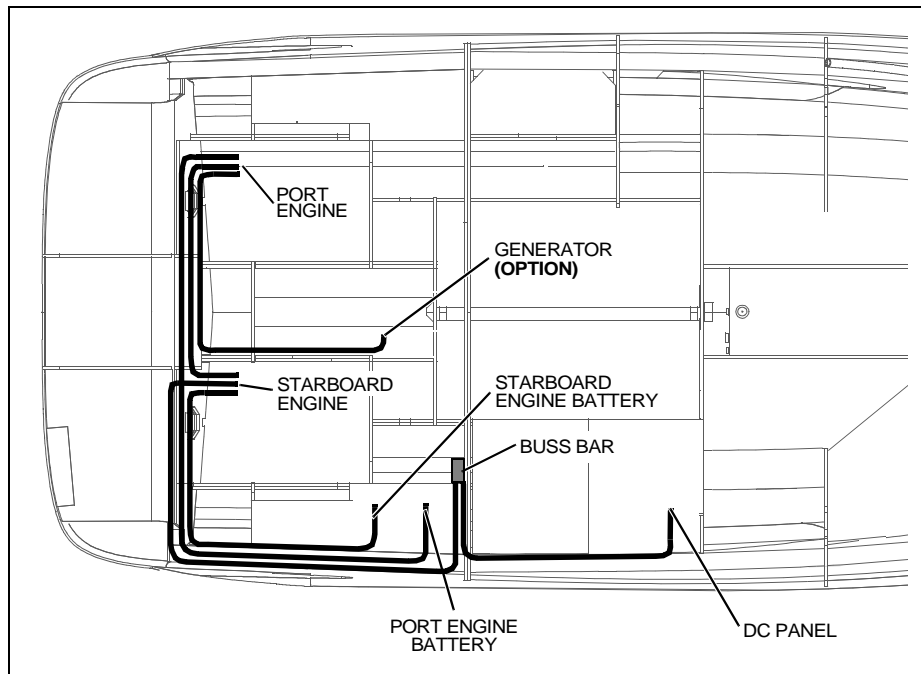 PORT
ENGINE
GENERATOR
(OPTION)
STARBOARD
ENGINE
STARBOARD
ENGINE BATTERY
BUSS BAR
PORT ENGINE
BATTERY
DC PANEL